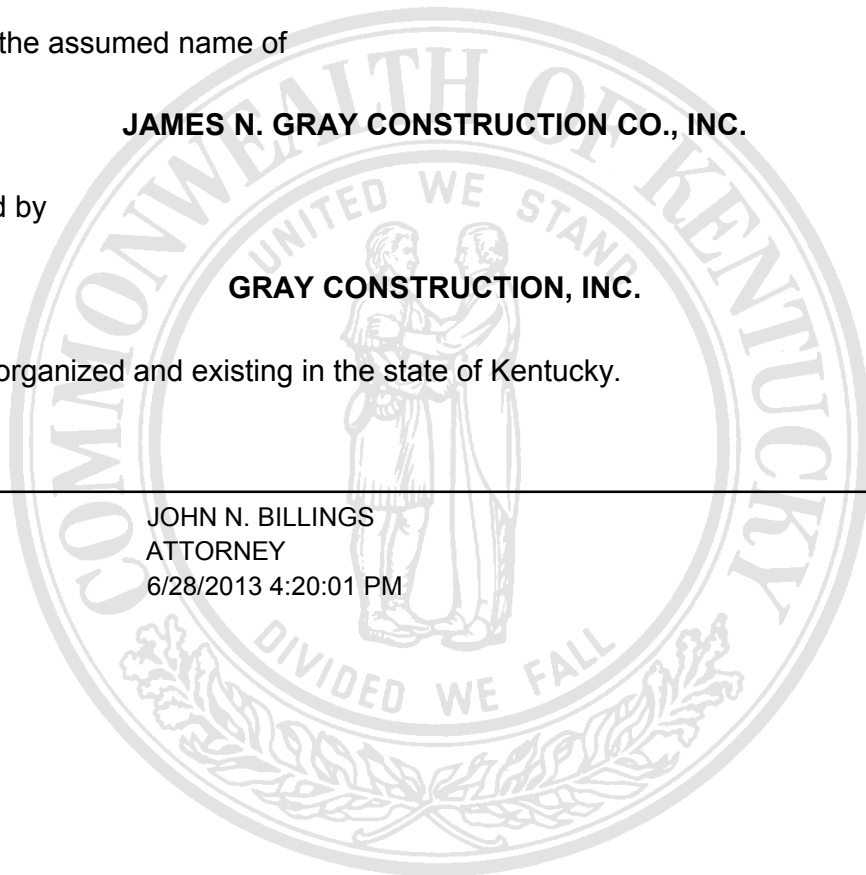 the assumed name of
JAMES N. GRAY CONSTRUCTION CO., INC.
d by
GRAY CONSTRUCTION, INC.
organized and existing in the state of Kentucky.
JOHN N. BILLINGS
ATTORNEY
6/28/2013 4:20:01 PM
COMMONWEALTH OF KENTUCKY
UNITED WE STAND
DIVIDED WE FALL